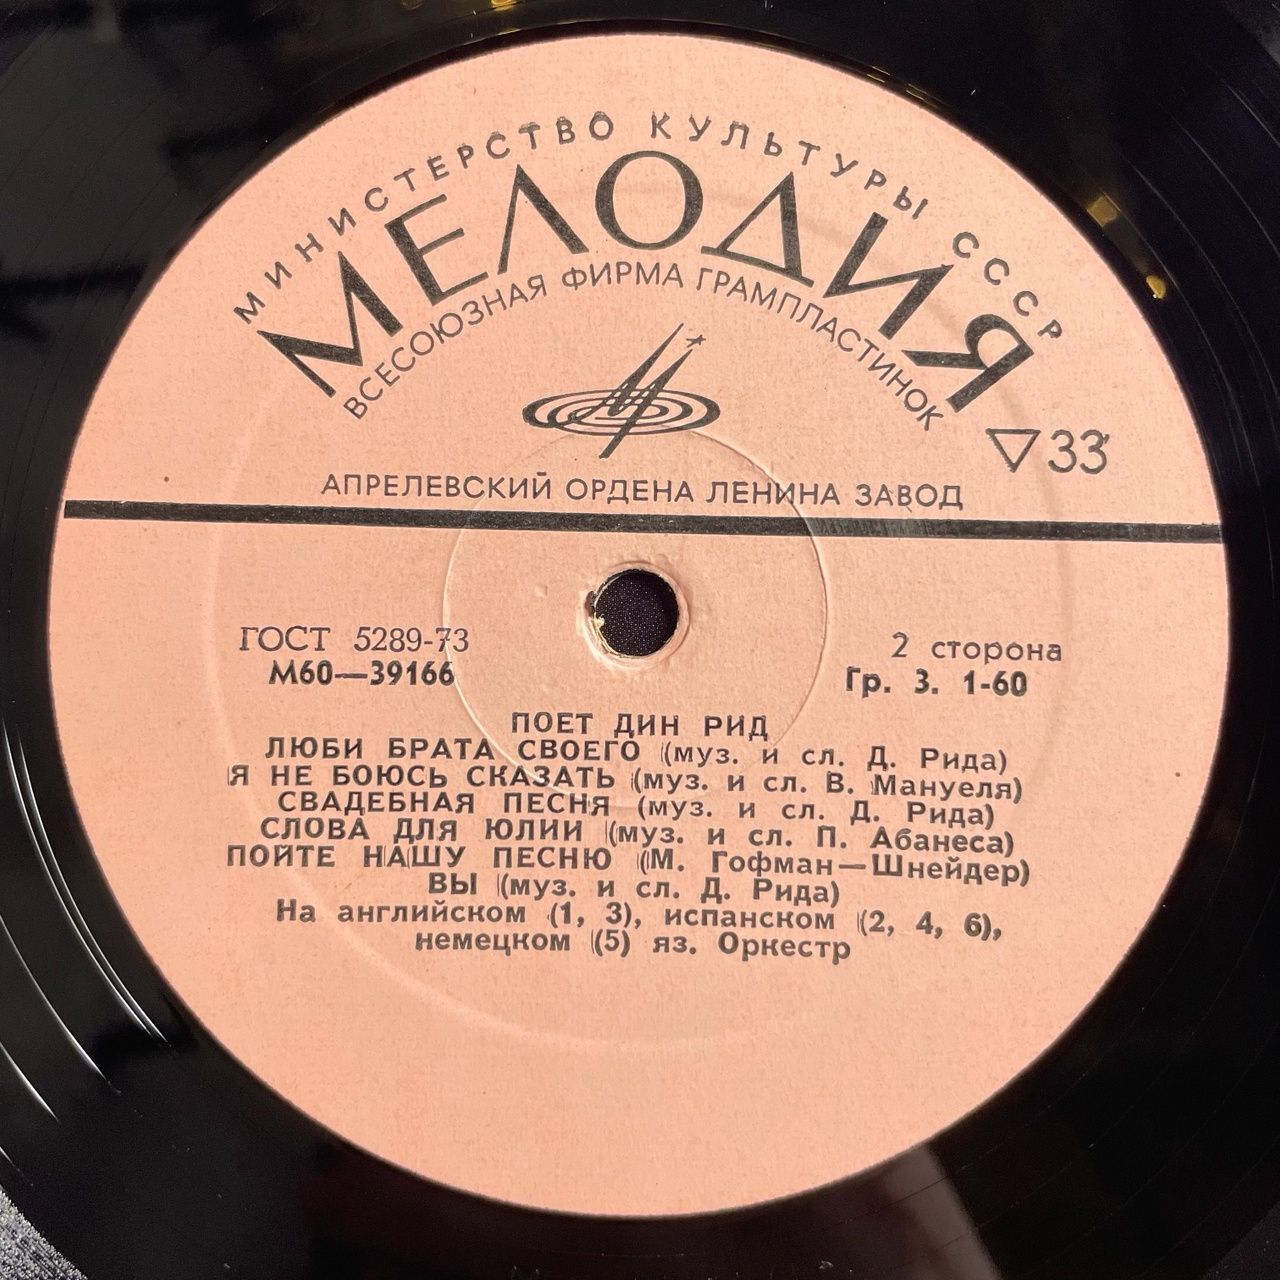 МИНИСТЕРСТВО КУЛЬТУРЫ СССР
МЕЛОДИЯ
ВСЕСОЮЗНАЯ ФИРМА ГРАМПЛАСТИНОК
▽33
АПРЕЛЕВСКИЙ ОРДЕНА ЛЕНИНА ЗАВОД
ГОСТ 5289-73
М60—39166
2 сторона
Гр. 3. 1-60
ПОЕТ ДИН РИД
ЛЮБИ БРАТА СВОЕГО (муз. и сл. Д. Рида)
Я НЕ БОЮСЬ СКАЗАТЬ (муз. и сл. В. Мануеля)
СВАДЕБНАЯ ПЕСНЯ (муз. и сл. Д. Рида)
СЛОВА ДЛЯ ЮЛИИ (муз. и сл. П. Абанеса)
ПОЙТЕ НАШУ ПЕСНЮ (М. Гофман—Шнейдер)
ВЫ (муз. и сл. Д. Рида)
На английском (1, 3), испанском (2, 4, 6),
немецком (5) яз. Оркестр